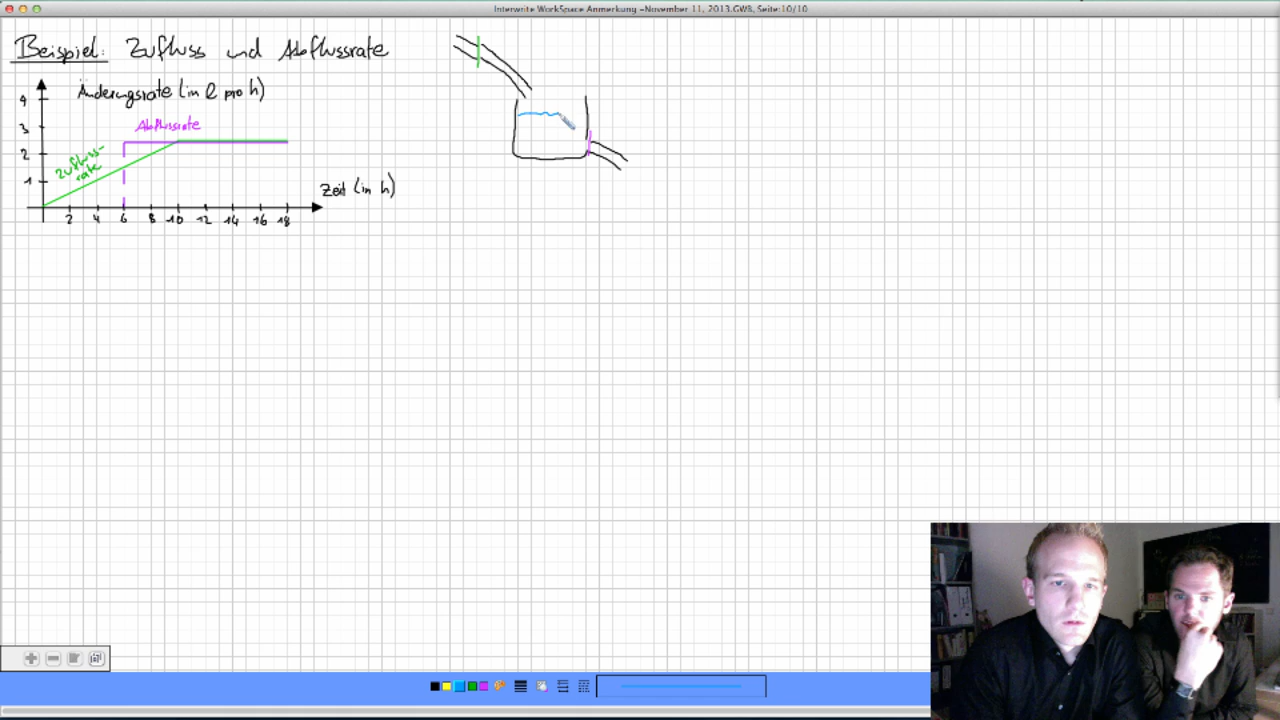 Interwrite WorkSpace Anmerkung -November 11, 2013.GWB, Seite:10/10
Beispiel: Zufluss und Abflussrate
Änderungsrate (in l pro h)
4
3
2
1
Abflussrate
Zufluss-
rate
Zeit (in h)
2 4 6 8 10 12 14 16 18